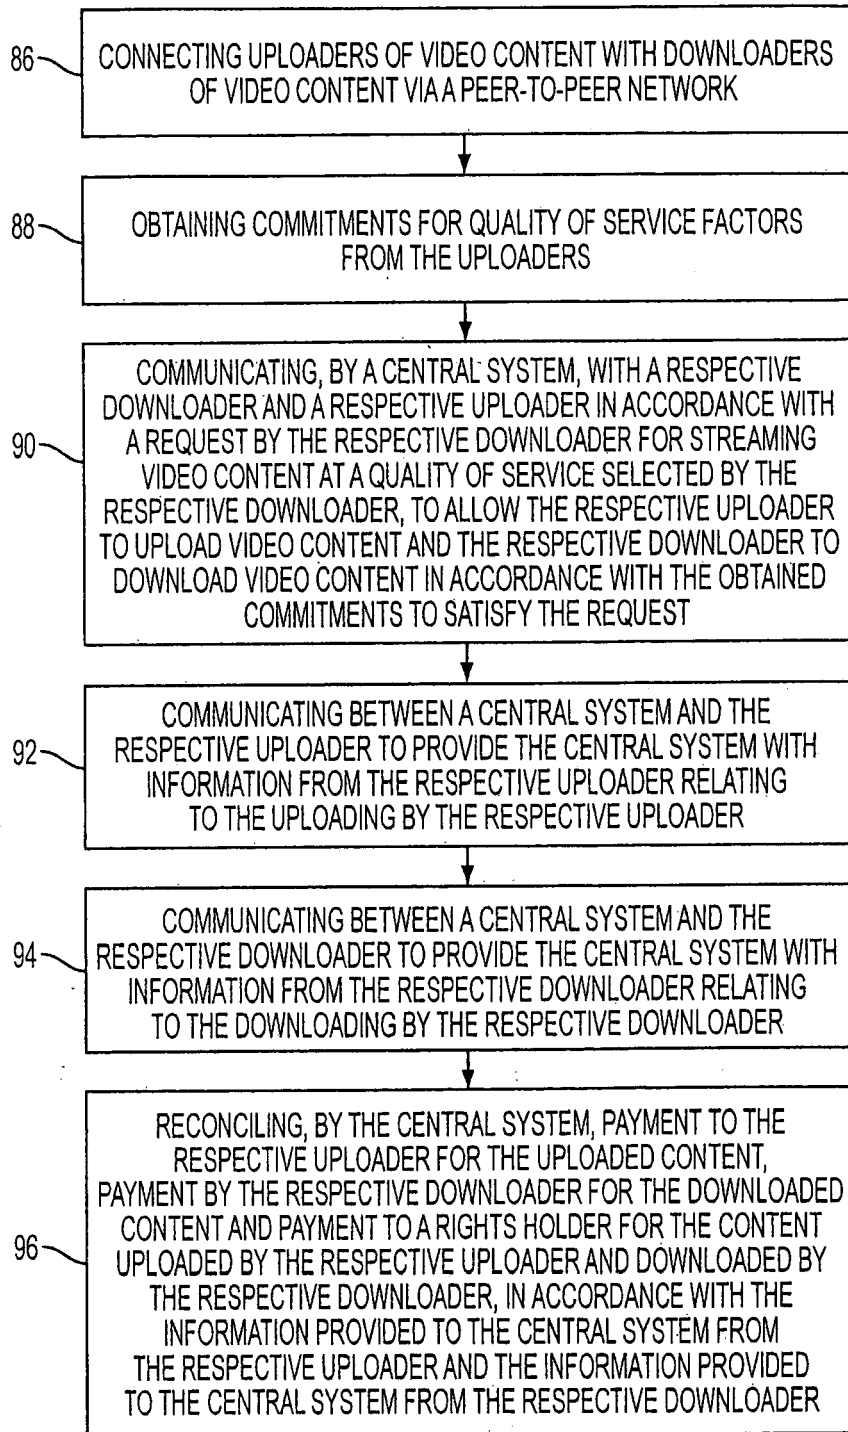 86
CONNECTING UPLOADERS OF VIDEO CONTENT WITH DOWNLOADERS
OF VIDEO CONTENT VIA A PEER-TO-PEER NETWORK
88
OBTAINING COMMITMENTS FOR QUALITY OF SERVICE FACTORS
FROM THE UPLOADERS
90
COMMUNICATING, BY A CENTRAL SYSTEM, WITH A RESPECTIVE
DOWNLOADER AND A RESPECTIVE UPLOADER IN ACCORDANCE WITH
A REQUEST BY THE RESPECTIVE DOWNLOADER FOR STREAMING
VIDEO CONTENT AT A QUALITY OF SERVICE SELECTED BY THE
RESPECTIVE DOWNLOADER, TO ALLOW THE RESPECTIVE UPLOADER
TO UPLOAD VIDEO CONTENT AND THE RESPECTIVE DOWNLOADER TO
DOWNLOAD VIDEO CONTENT IN ACCORDANCE WITH THE OBTAINED
COMMITMENTS TO SATISFY THE REQUEST
92
COMMUNICATING BETWEEN A CENTRAL SYSTEM AND THE
RESPECTIVE UPLOADER TO PROVIDE THE CENTRAL SYSTEM WITH
INFORMATION FROM THE RESPECTIVE UPLOADER RELATING
TO THE UPLOADING BY THE RESPECTIVE UPLOADER
94
COMMUNICATING BETWEEN A CENTRAL SYSTEM AND THE
RESPECTIVE DOWNLOADER TO PROVIDE THE CENTRAL SYSTEM WITH
INFORMATION FROM THE RESPECTIVE DOWNLOADER RELATING
TO THE DOWNLOADING BY THE RESPECTIVE DOWNLOADER
96
RECONCILING, BY THE CENTRAL SYSTEM, PAYMENT TO THE
RESPECTIVE UPLOADER FOR THE UPLOADED CONTENT,
PAYMENT BY THE RESPECTIVE DOWNLOADER FOR THE DOWNLOADED
CONTENT AND PAYMENT TO A RIGHTS HOLDER FOR THE CONTENT
UPLOADED BY THE RESPECTIVE UPLOADER AND DOWNLOADED BY
THE RESPECTIVE DOWNLOADER, IN ACCORDANCE WITH THE
INFORMATION PROVIDED TO THE CENTRAL SYSTEM FROM
THE RESPECTIVE UPLOADER AND THE INFORMATION PROVIDED
TO THE CENTRAL SYSTEM FROM THE RESPECTIVE DOWNLOADER